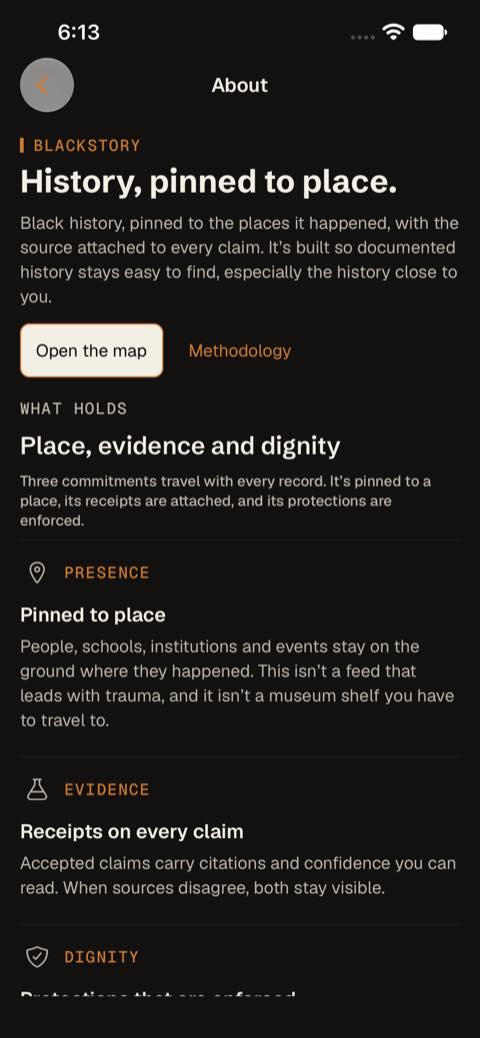 6:13
About
BLACKSTORY
History, pinned to place.
Black history, pinned to the places it happened, with the
source attached to every claim. It’s built so documented
history stays easy to find, especially the history close to
you.
Open the map
Methodology
WHAT HOLDS
Place, evidence and dignity
Three commitments travel with every record. It’s pinned to a
place, its receipts are attached, and its protections are
enforced.
PRESENCE
Pinned to place
People, schools, institutions and events stay on the
ground where they happened. This isn’t a feed that
leads with trauma, and it isn’t a museum shelf you have
to travel to.
EVIDENCE
Receipts on every claim
Accepted claims carry citations and confidence you can
read. When sources disagree, both stay visible.
DIGNITY
Protections that are enforced